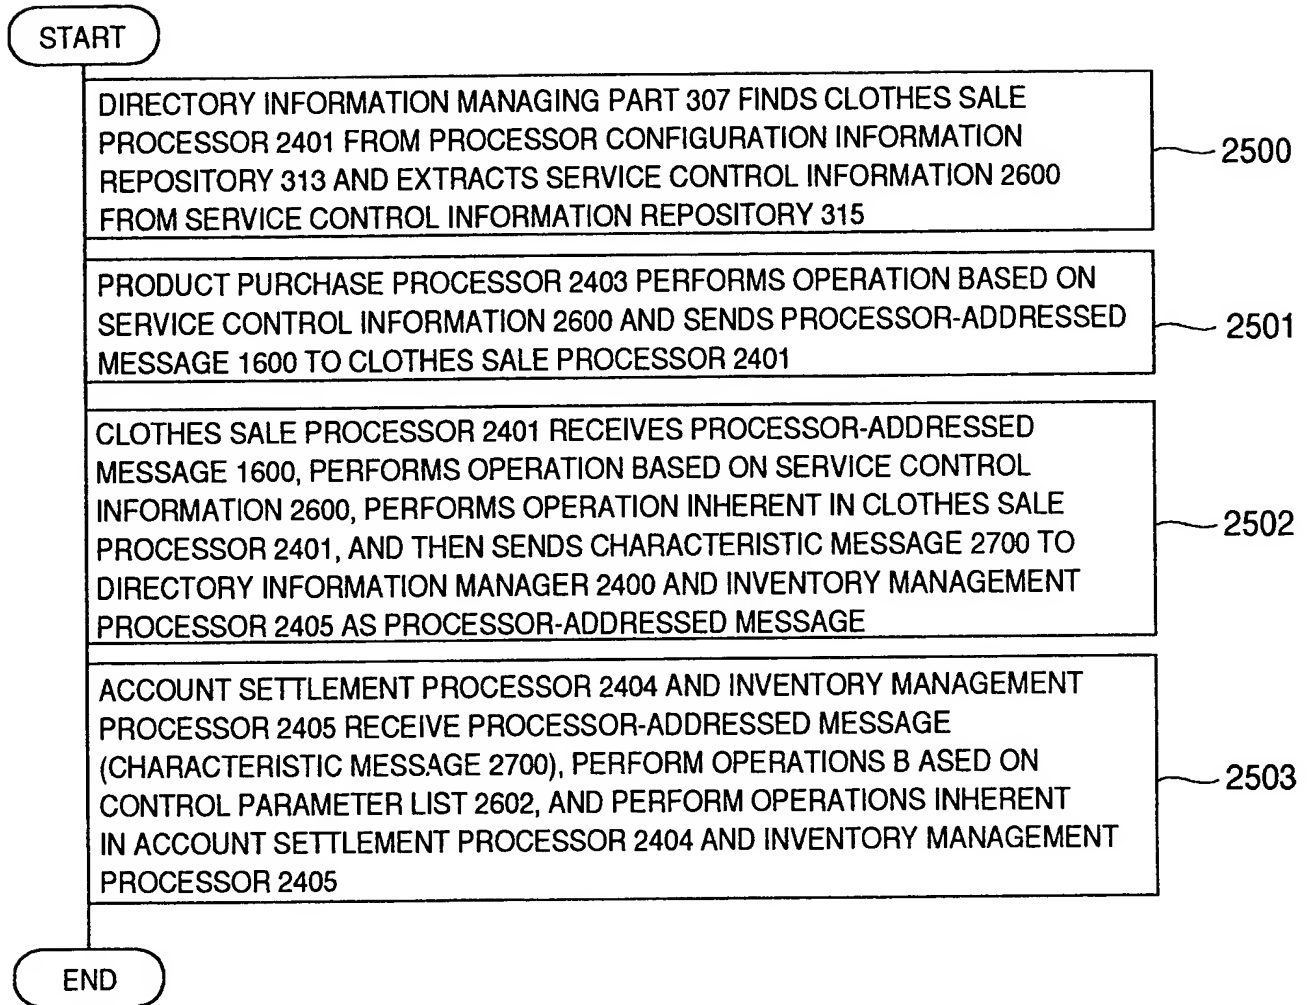 START
DIRECTORY INFORMATION MANAGING PART 307 FINDS CLOTHES SALE
PROCESSOR 2401 FROM PROCESSOR CONFIGURATION INFORMATION
REPOSITORY 313 AND EXTRACTS SERVICE CONTROL INFORMATION 2600
FROM SERVICE CONTROL INFORMATION REPOSITORY 315
2500
PRODUCT PURCHASE PROCESSOR 2403 PERFORMS OPERATION BASED ON
SERVICE CONTROL INFORMATION 2600 AND SENDS PROCESSOR-ADDRESSED
MESSAGE 1600 TO CLOTHES SALE PROCESSOR 2401
2501
CLOTHES SALE PROCESSOR 2401 RECEIVES PROCESSOR-ADDRESSED
MESSAGE 1600, PERFORMS OPERATION BASED ON SERVICE CONTROL
INFORMATION 2600, PERFORMS OPERATION INHERENT IN CLOTHES SALE
PROCESSOR 2401, AND THEN SENDS CHARACTERISTIC MESSAGE 2700 TO
DIRECTORY INFORMATION MANAGER 2400 AND INVENTORY MANAGEMENT
PROCESSOR 2405 AS PROCESSOR-ADDRESSED MESSAGE
2502
ACCOUNT SETTLEMENT PROCESSOR 2404 AND INVENTORY MANAGEMENT
PROCESSOR 2405 RECEIVE PROCESSOR-ADDRESSED MESSAGE
(CHARACTERISTIC MESSAGE 2700), PERFORM OPERATIONS B ASED ON
CONTROL PARAMETER LIST 2602, AND PERFORM OPERATIONS INHERENT
IN ACCOUNT SETTLEMENT PROCESSOR 2404 AND INVENTORY MANAGEMENT
PROCESSOR 2405
2503
END